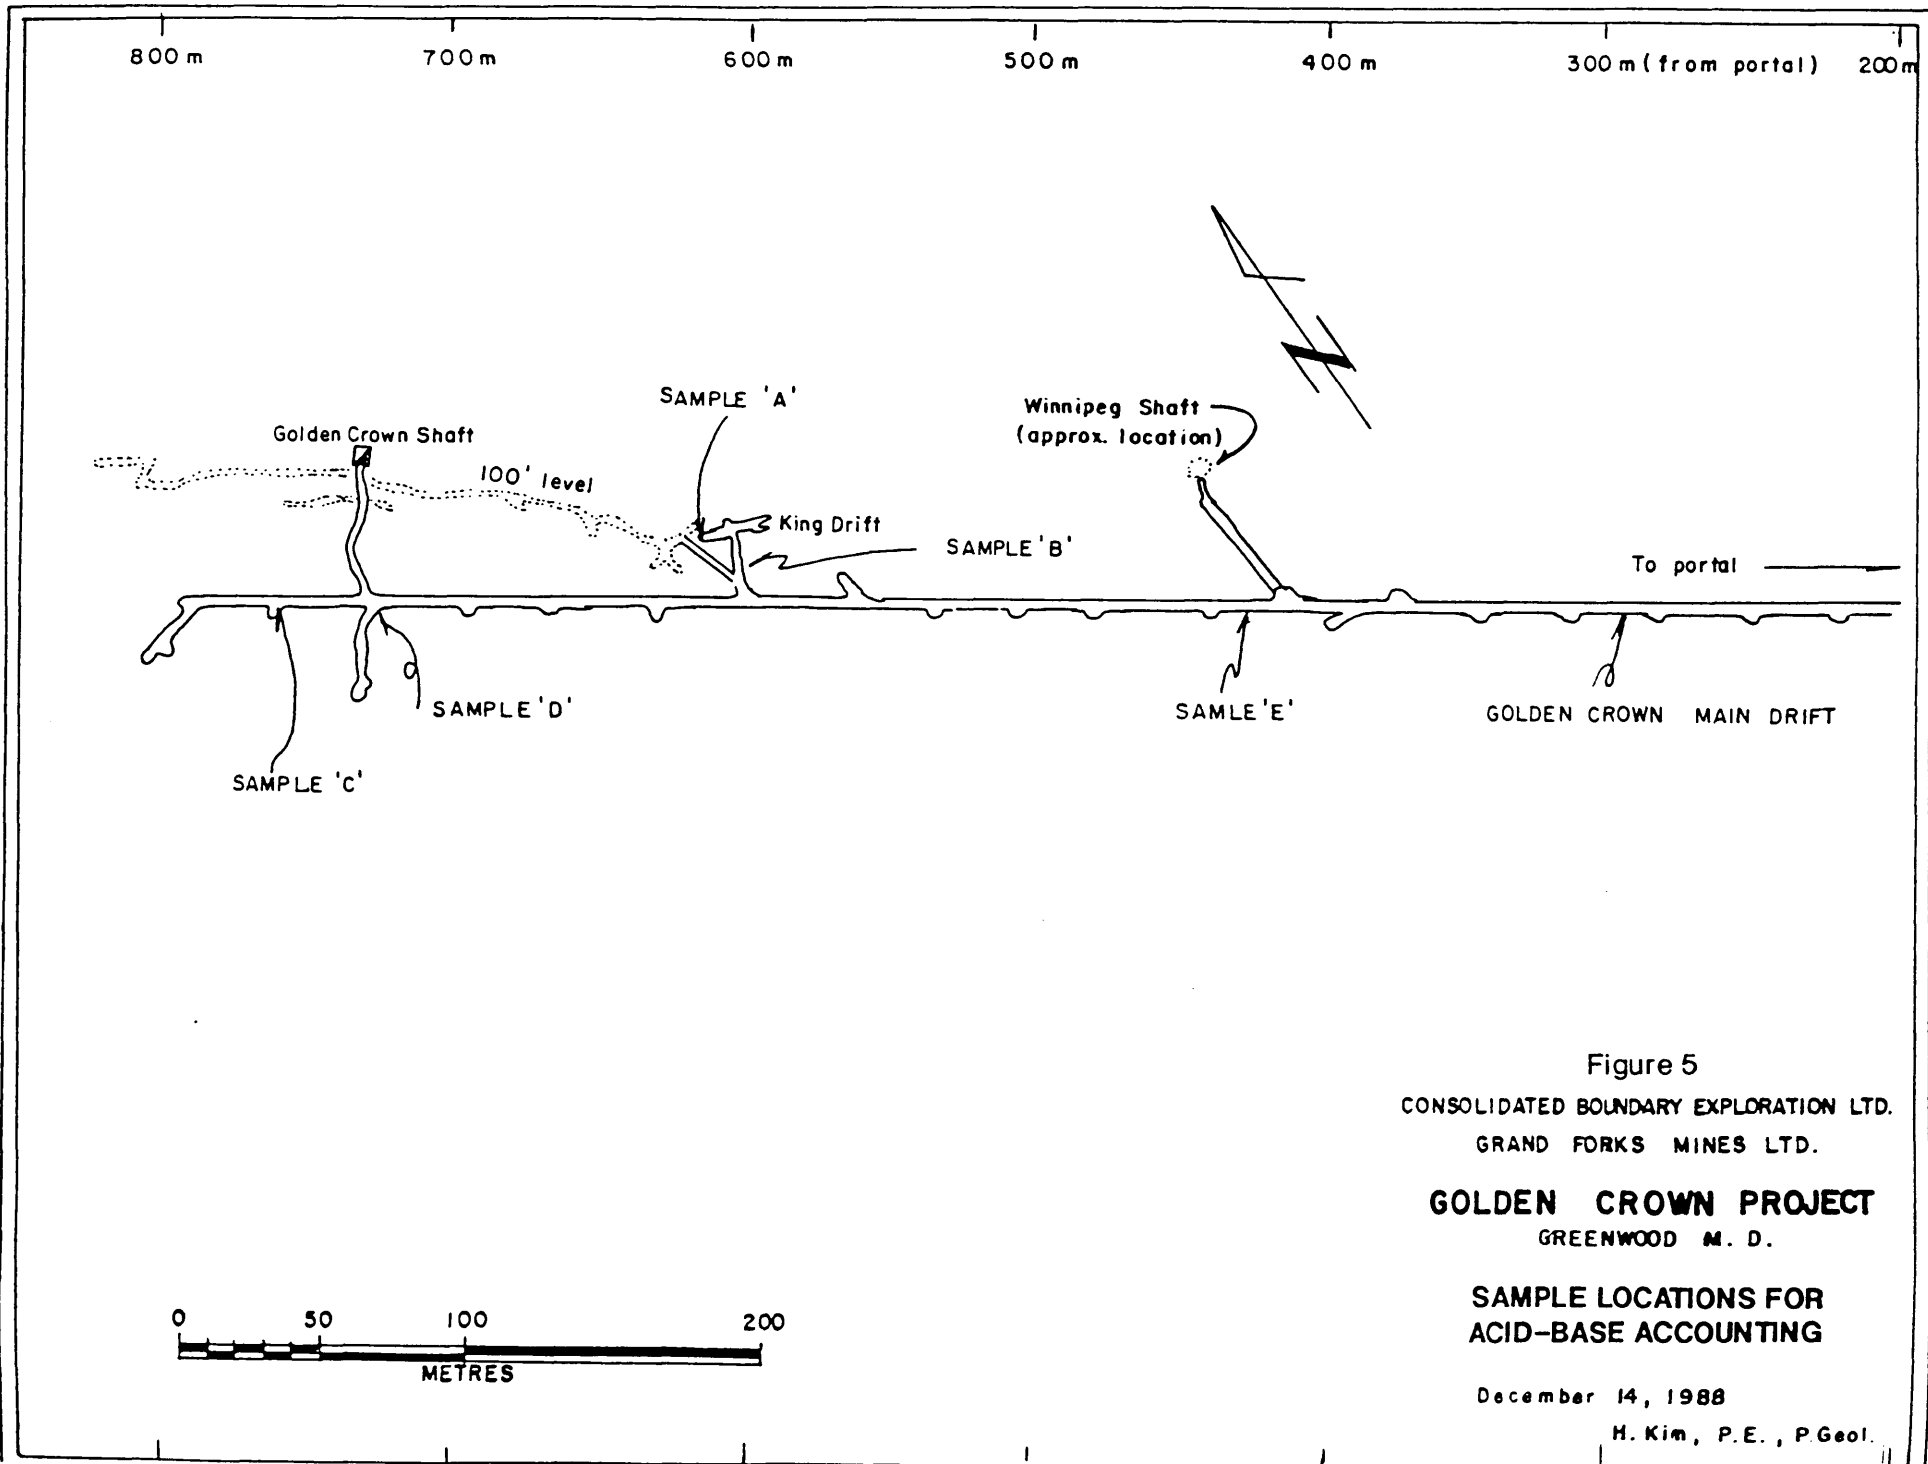 800 m 700 m 600 m 500 m 400 m 300 m (from portal) 200 m
SAMPLE 'A'
Winnipeg Shaft
(approx. location)
Golden Crown Shaft
100' level
King Drift
SAMPLE 'B'
To portal
SAMPLE 'D'
SAMLE 'E'
GOLDEN CROWN MAIN DRIFT
SAMPLE 'C'
Figure 5
CONSOLIDATED BOUNDARY EXPLORATION LTD.
GRAND FORKS MINES LTD.
GOLDEN CROWN PROJECT
GREENWOOD M. D.
SAMPLE LOCATIONS FOR
ACID-BASE ACCOUNTING
0 50 100 200
METRES
December 14, 1988
H. Kim, P.E., P.Geol.